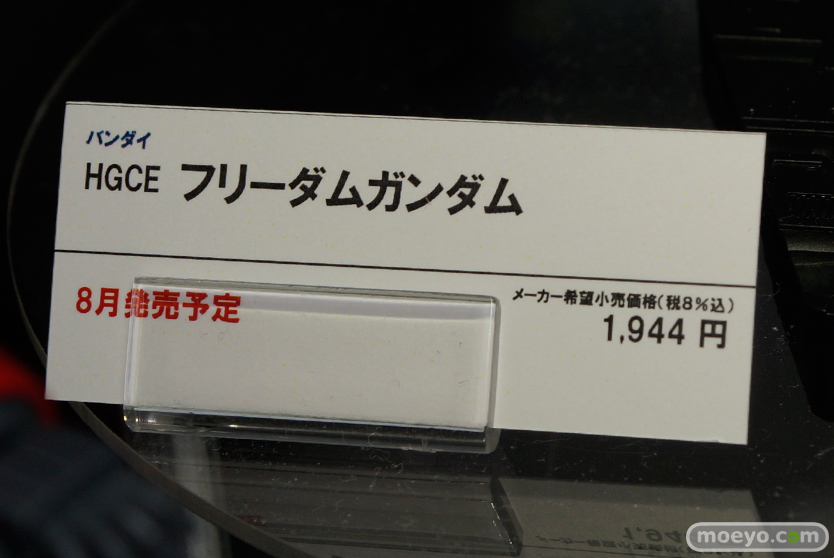 バンダイ
HGCE フリーダムガンダム
8月発売予定
メーカー希望小売価格(税8%込)
1,944 円
moeyo.com